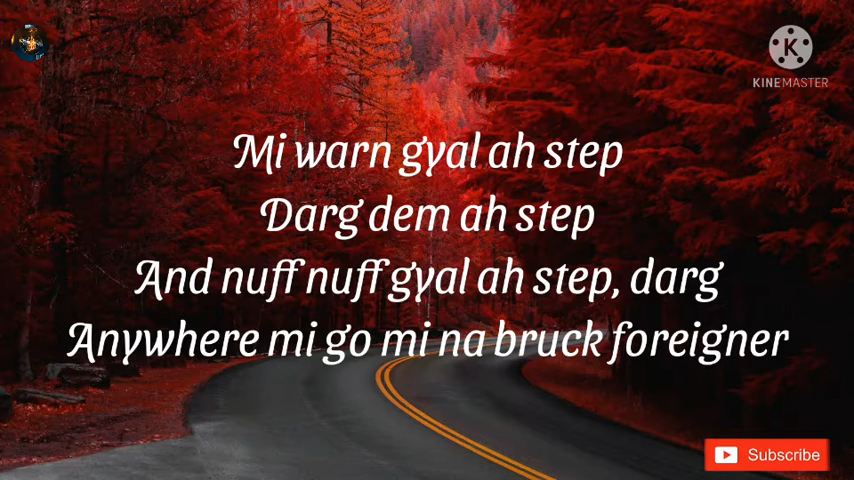 KINEMASTER
Mi warn gyal ah step
Darg dem ah step
And nuff nuff gyal ah step, darg
Anywhere mi go mi na bruck foreigner
Subscribe